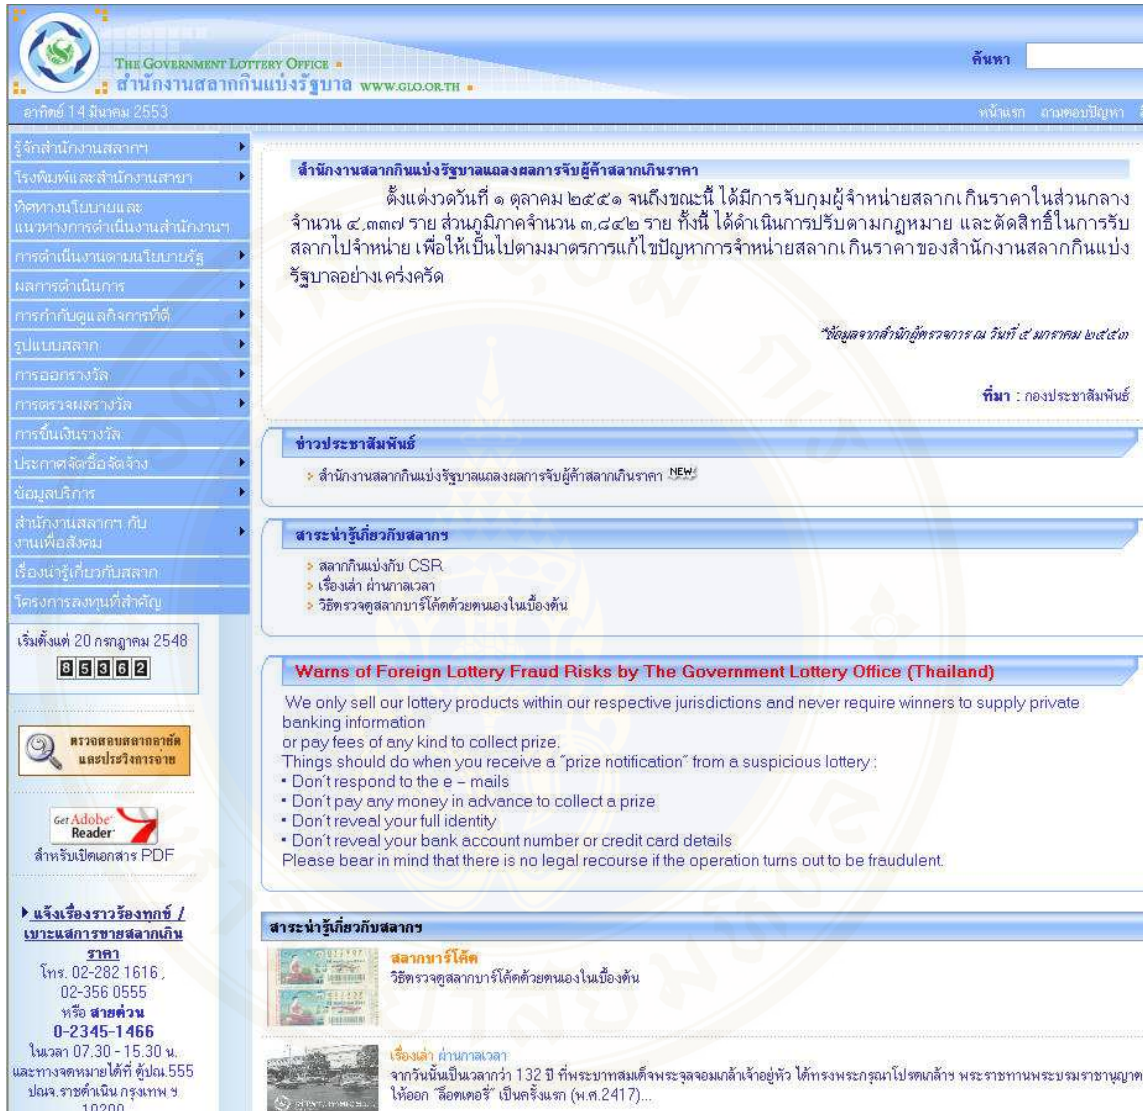 THE GOVERNMENT LOTTERY OFFICE
สำนักงานสลากกินแบ่งรัฐบาล WWW.GLO.OR.TH
ค้นหา
อาทิตย์ 14 มีนาคม 2553
หน้าแรก ถามตอบปัญหา
รู้จักสำนักงานสลากฯ
โรงพิมพ์และสำนักงานสาขา
ทิศทางนโยบายและ
แนวทางการดำเนินงานสำนักงานฯ
การดำเนินงานตามนโยบายรัฐ
ผลการดำเนินการ
การกำกับดูแลกิจการที่ดี
รูปแบบสลาก
การออกรางวัล
การตรวจผลรางวัล
การขึ้นเงินรางวัล
ประกาศจัดซื้อจัดจ้าง
ข้อมูลบริการ
สำนักงานสลากฯ กับ
งานเพื่อสังคม
เรื่องน่ารู้เกี่ยวกับสลาก
โครงการลงทุนที่สำคัญ
เริ่มตั้งแต่ 20 กรกฎาคม 2548
85362
ตรวจสอบสลากอายัด
และประวิงการจ่าย
Get Adobe
Reader
สำหรับเปิดเอกสาร PDF
แจ้งเรื่องราวร้องทุกข์ /
เบาะแสการขายสลากเกิน
ราคา
โทร. 02-282 1616 ,
02-356 0555
หรือ สายด่วน
0-2345-1466
ในเวลา 07.30 - 15.30 น.
และทางจดหมายได้ที่ ตู้ปณ.555
ปณจ.ราชดำเนิน กรุงเทพ ฯ
10200
สำนักงานสลากกินแบ่งรัฐบาลแถลงผลการจับผู้ค้าสลากเกินราคา
ตั้งแต่งวดวันที่ ๑ ตุลาคม ๒๕๕๑ จนถึงขณะนี้ ได้มีการจับกุมผู้จำหน่ายสลากเกินราคาในส่วนกลาง
จำนวน ๔,๓๓๗ ราย ส่วนภูมิภาคจำนวน ๓,๘๔๒ ราย ทั้งนี้ ได้ดำเนินการปรับตามกฎหมาย และตัดสิทธิ์ในการรับ
สลากไปจำหน่าย เพื่อให้เป็นไปตามมาตรการแก้ไขปัญหาการจำหน่ายสลากเกินราคาของสำนักงานสลากกินแบ่ง
รัฐบาลอย่างเคร่งครัด
*ข้อมูลจากสำนักผู้ตรวจการ ณ วันที่ ๕ มกราคม ๒๕๕๓
ที่มา : กองประชาสัมพันธ์
ข่าวประชาสัมพันธ์
สำนักงานสลากกินแบ่งรัฐบาลแถลงผลการจับผู้ค้าสลากเกินราคา NEW!
สาระน่ารู้เกี่ยวกับสลากฯ
สลากกินแบ่งกับ CSR
เรื่องเล่า ผ่านกาลเวลา
วิธีตรวจดูสลากบาร์โค้ดด้วยตนเองในเบื้องต้น
Warns of Foreign Lottery Fraud Risks by The Government Lottery Office (Thailand)
We only sell our lottery products within our respective jurisdictions and never require winners to supply private
banking information
or pay fees of any kind to collect prize.
Things should do when you receive a "prize notification" from a suspicious lottery :
• Don't respond to the e – mails
• Don't pay any money in advance to collect a prize
• Don't reveal your full identity
• Don't reveal your bank account number or credit card details
Please bear in mind that there is no legal recourse if the operation turns out to be fraudulent.
สาระน่ารู้เกี่ยวกับสลากฯ
สลากบาร์โค้ด
วิธีตรวจดูสลากบาร์โค้ดด้วยตนเองในเบื้องต้น
เรื่องเล่า ผ่านกาลเวลา
จากวันนั้นเป็นเวลากว่า 132 ปี ที่พระบาทสมเด็จพระจุลจอมเกล้าเจ้าอยู่หัว ได้ทรงพระกรุณาโปรดเกล้าฯ พระราชทานพระบรมราชานุญาต
ให้ออก "ล็อตเตอรี่" เป็นครั้งแรก (พ.ศ.2417)...